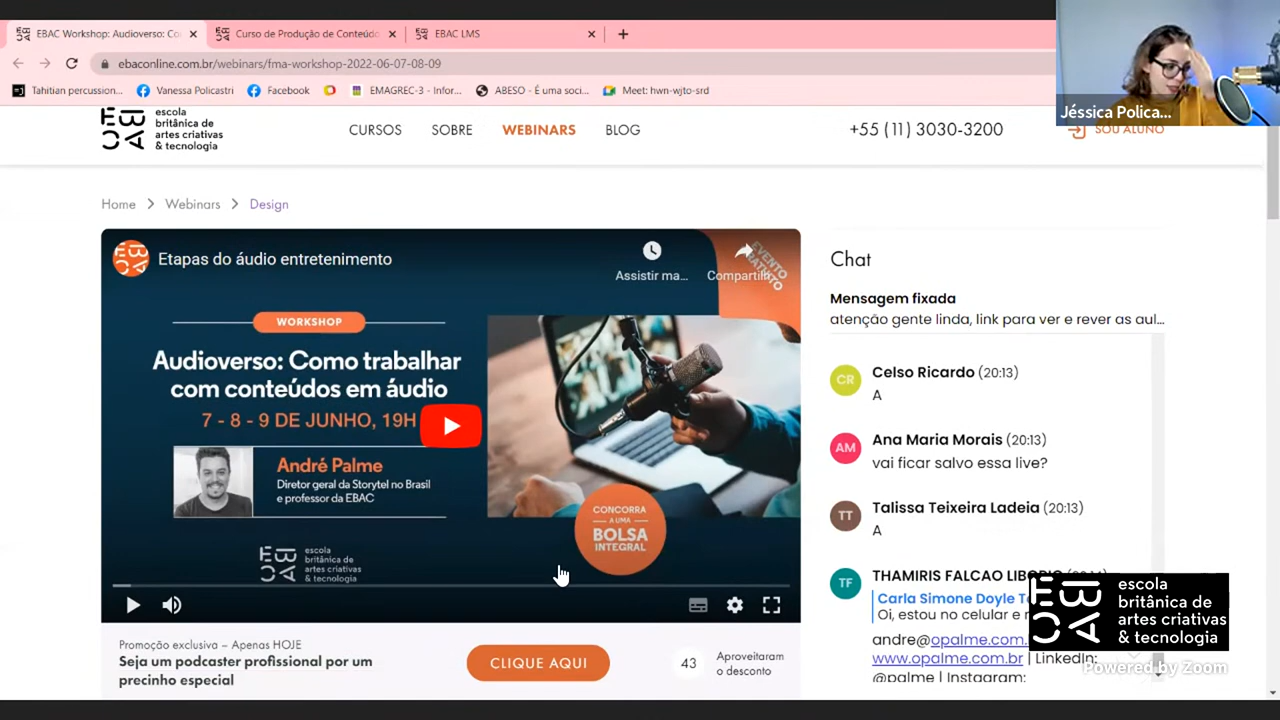 EBAC Workshop: Audioverso: Co
Curso de Produção de Conteúdo
EBAC LMS
ebaconline.com.br/webinars/fma-workshop-2022-06-07-08-09
Tahitian percussion...
Vanessa Policastri
Facebook
EMAGREC-3 - Infor...
ABESO - É uma soci...
Meet: hwn-wjto-srd
Jéssica Polica...
escola
britânica de
artes criativas
& tecnologia
CURSOS
SOBRE
WEBINARS
BLOG
+55 (11) 3030-3200
SOU ALUNO
Home
Webinars
Design
Etapas do áudio entretenimento
Assistir ma...
Compartilh...
EVENTO
GRATUITO
WORKSHOP
Audioverso: Como trabalhar
com conteúdos em áudio
7 - 8 - 9 DE JUNHO, 19H
André Palme
Diretor geral da Storytel no Brasil
e professor da EBAC
CONCORRA
A UMA
BOLSA
INTEGRAL
EBAC
escola
britânica de
artes criativas
& tecnologia
Promoção exclusiva – Apenas HOJE
Seja um podcaster profissional por um
precinho especial
CLIQUE AQUI
43
Aproveitaram
o desconto
Chat
Mensagem fixada
atenção gente linda, link para ver e rever as aul...
CR
Celso Ricardo (20:13)
A
AM
Ana Maria Morais (20:13)
vai ficar salvo essa live?
TT
Talissa Teixeira Ladeia (20:13)
A
TF
THAMIRIS FALCAO LIBORIO
Carla Simone Doyle To
Oi, estou no celular e
andre@opalme.com.
www.opalme.com.br | LinkedIn:
@palme | Instagram:
EBAC
escola
britânica de
artes criativas
& tecnologia
Powered by Zoom